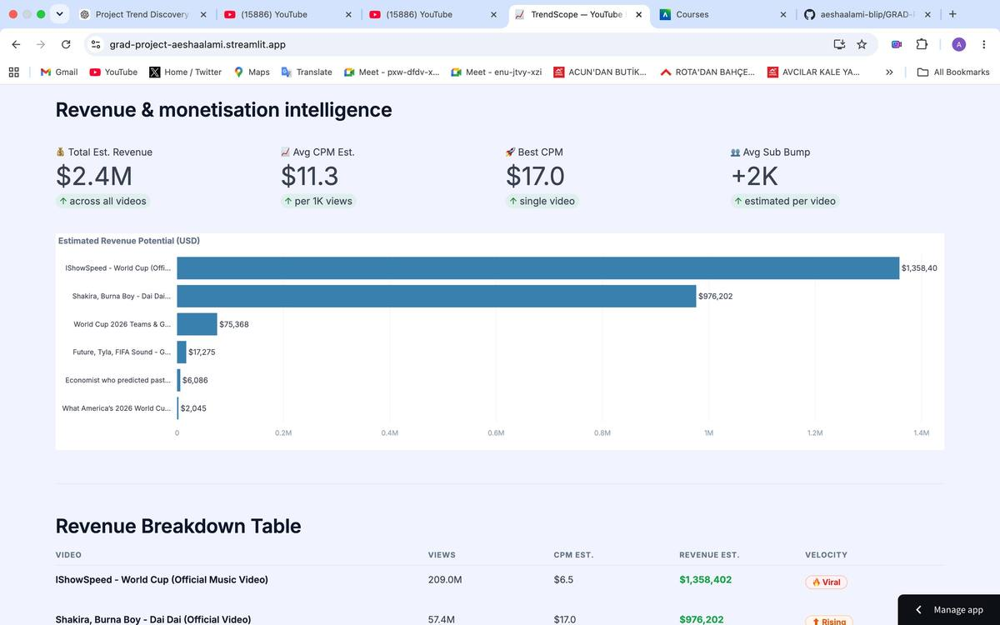 Project Trend Discovery
(15886) YouTube
(15886) YouTube
TrendScope — YouTube
Courses
aeshaalami-blip/GRAD-
grad-project-aeshaalami.streamlit.app
A
Gmail
YouTube
Home / Twitter
Maps
Translate
Meet - pxw-dfdv-x...
Meet - enu-jtvy-xzi
ACUN'DAN BUTİK...
ROTA'DAN BAHÇE...
AVCILAR KALE YA...
All Bookmarks
Revenue & monetisation intelligence
Total Est. Revenue
$2.4M
↑ across all videos
Avg CPM Est.
$11.3
↑ per 1K views
Best CPM
$17.0
↑ single video
Avg Sub Bump
+2K
↑ estimated per video
Estimated Revenue Potential (USD)
IShowSpeed - World Cup (Offi... $1,358,40
Shakira, Burna Boy - Dai Dai... $976,202
World Cup 2026 Teams & G... $75,368
Future, Tyla, FIFA Sound - G... $17,275
Economist who predicted past... $6,086
What America's 2026 World Cu... $2,045
0 0.2M 0.4M 0.6M 0.8M 1M 1.2M 1.4M
Revenue Breakdown Table
VIDEO VIEWS CPM EST. REVENUE EST. VELOCITY
IShowSpeed - World Cup (Official Music Video) 209.0M $6.5 $1,358,402 Viral
Shakira, Burna Boy - Dai Dai (Official Video) 57.4M $17.0 $976,202 Rising
Manage app